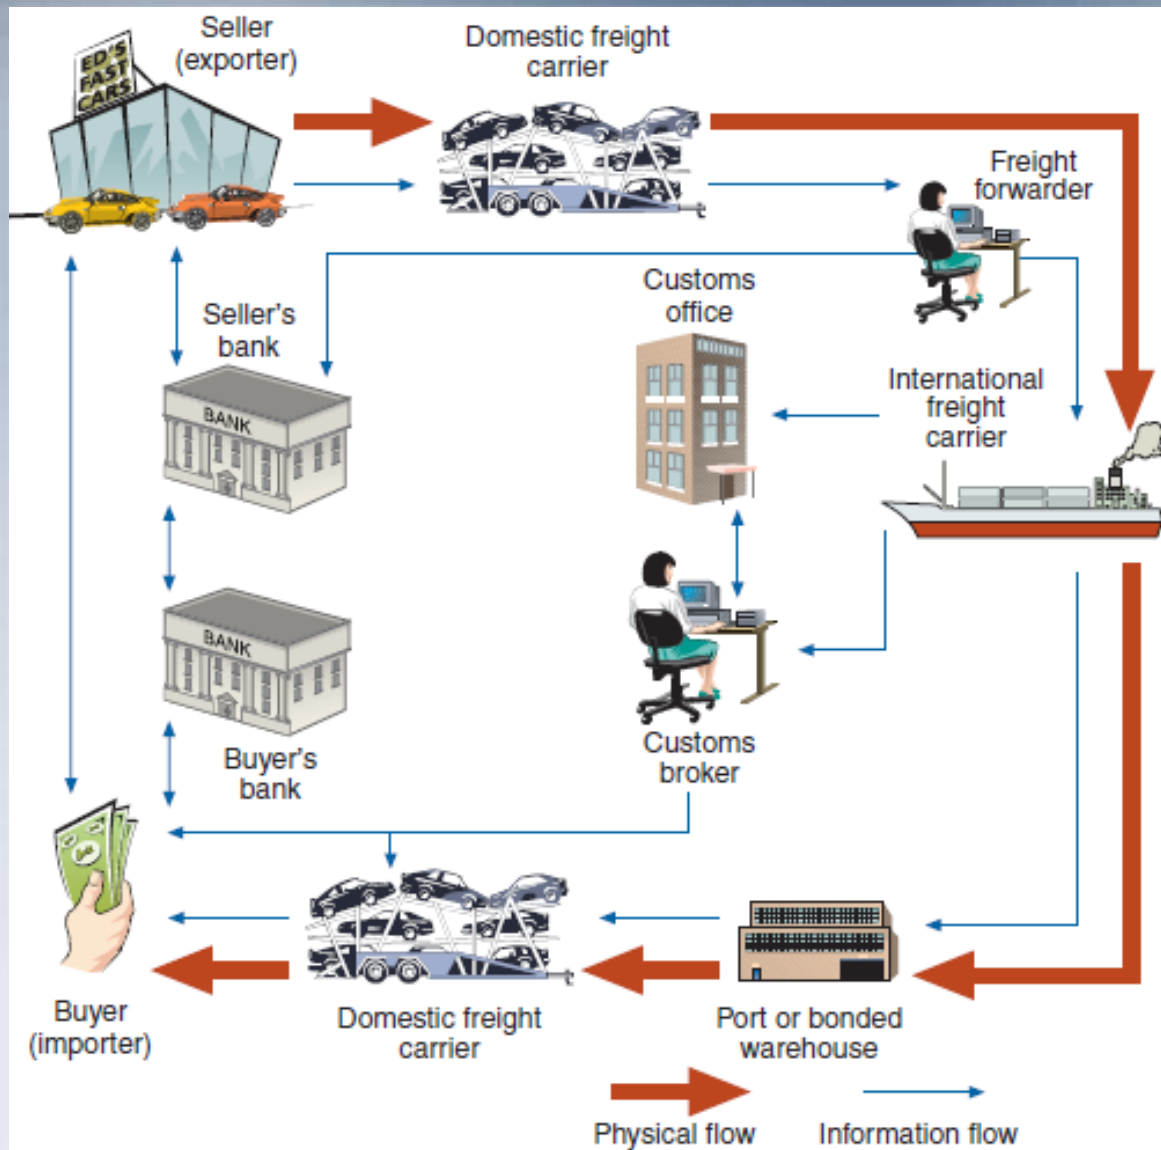 Seller
(exporter)
ED'S
FAST
CARS
Domestic freight
carrier
Freight
forwarder
Seller's
bank
BANK
Customs
office
International
freight
carrier
BANK
Buyer's
bank
Customs
broker
Buyer
(importer)
Domestic freight
carrier
Port or bonded
warehouse
Physical flow
Information flow